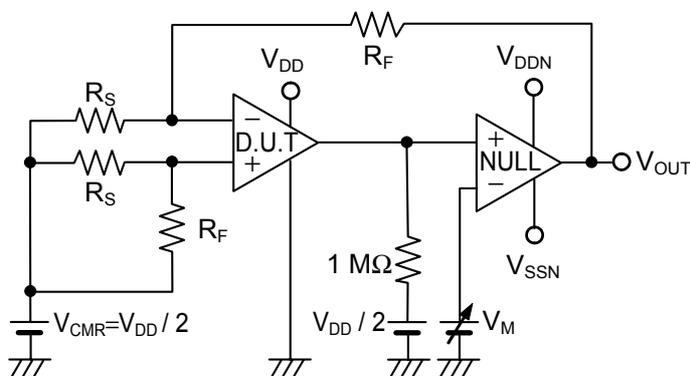 R_F
V_DD
V_DDN
R_S
−
D.U.T
+
+
NULL
−
V_OUT
R_S
R_F
V_SSN
1 MΩ
V_CMR=V_DD / 2
V_DD / 2
V_M